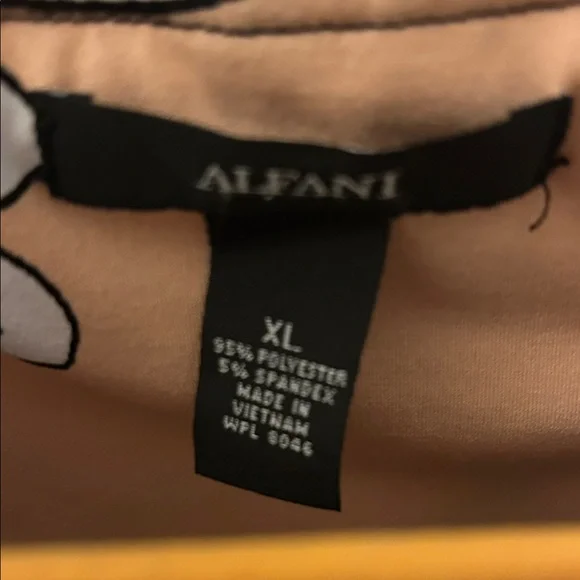 ALFANI
XL
95% POLYESTER
5% SPANDEX
MADE IN
VIETNAM
WPL 8046